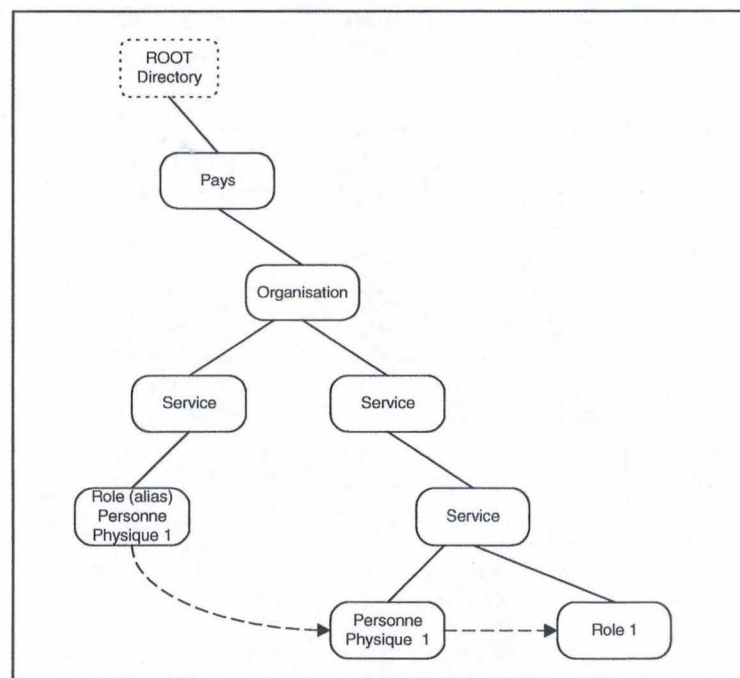 ROOT
Directory
Pays
Organisation
Service
Service
Role (alias)
Personne
Physique 1
Service
Personne
Physique 1
Role 1